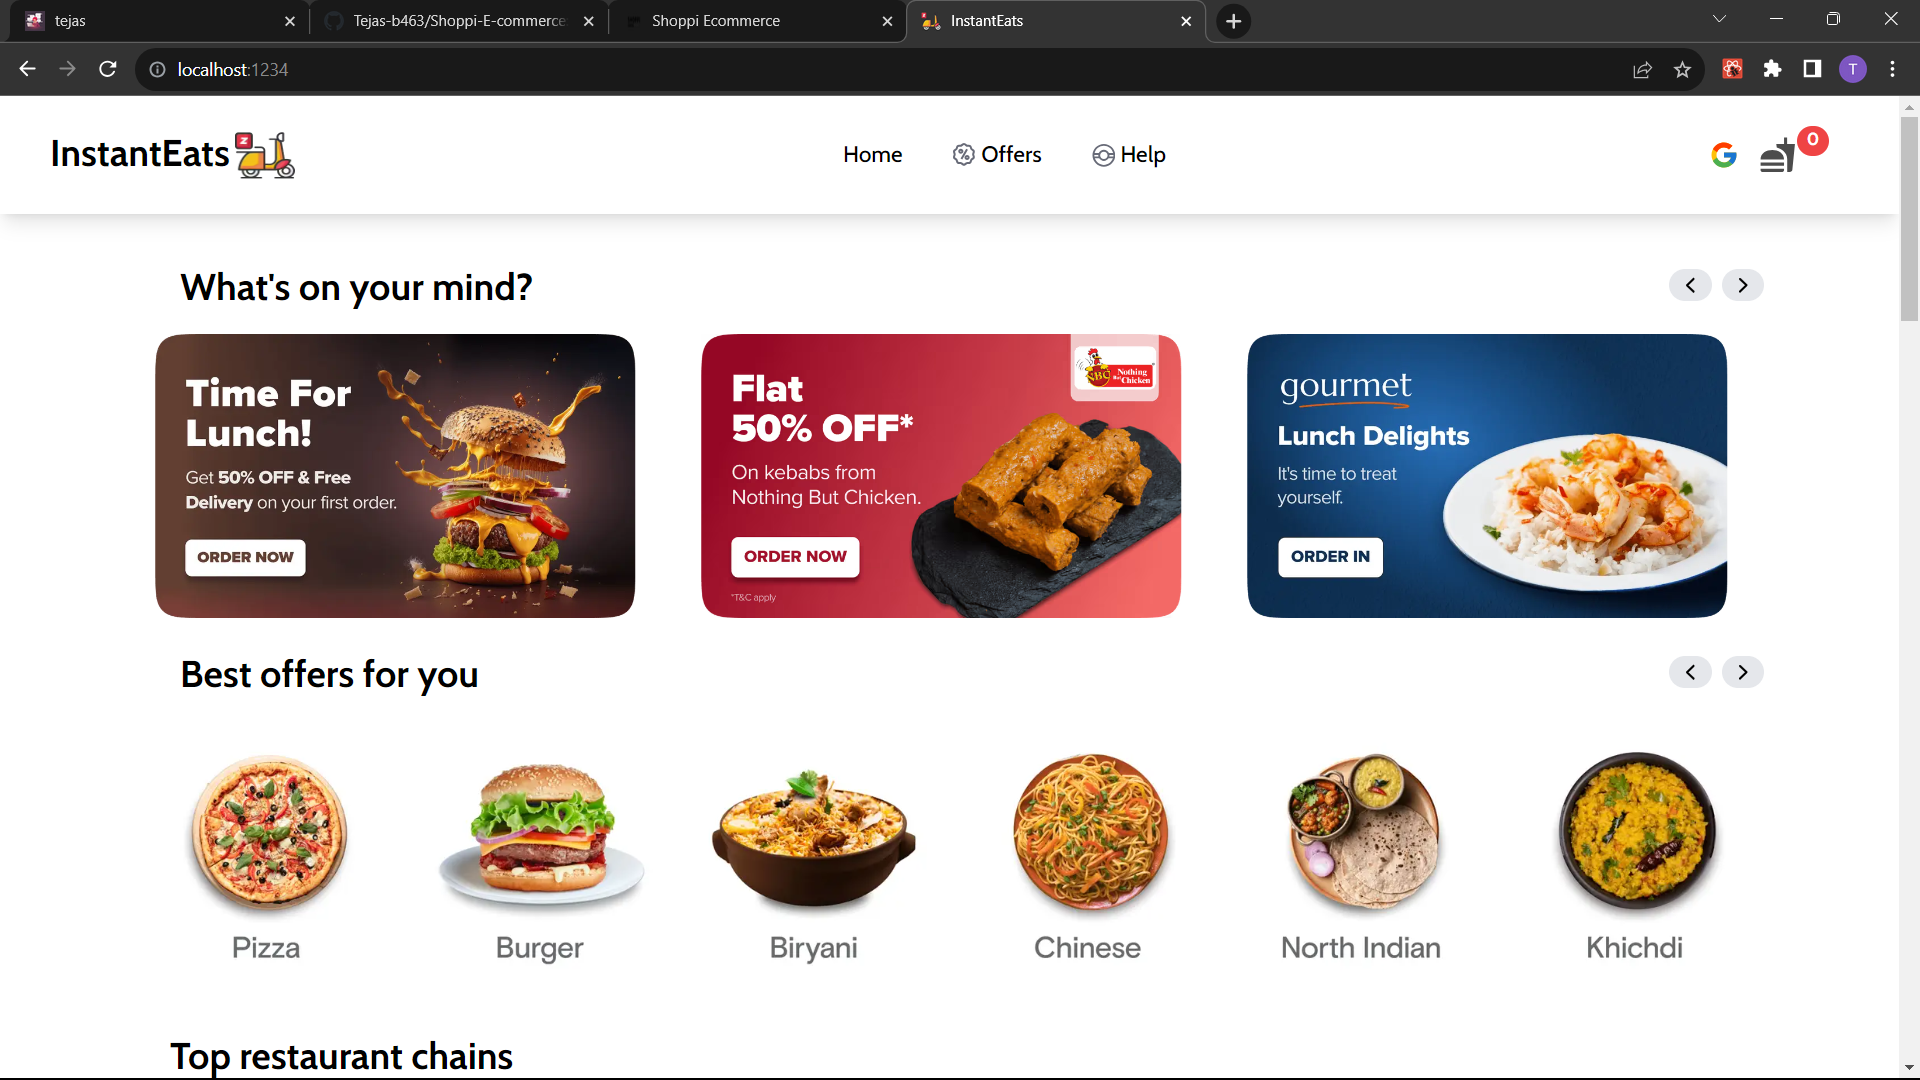 tejas
Tejas-b463/Shoppi-E-commerce
Shoppi Ecommerce
InstantEats
localhost:1234
T
InstantEats
Z
Home
Offers
Help
G
0
What's on your mind?
Time For
Lunch!
Get 50% OFF & Free
Delivery on your first order.
ORDER NOW
Flat
50% OFF*
On kebabs from
Nothing But Chicken.
ORDER NOW
*T&C apply
NBC
Nothing
But Chicken
gourmet
Lunch Delights
It's time to treat
yourself.
ORDER IN
Best offers for you
Pizza
Burger
Biryani
Chinese
North Indian
Khichdi
Top restaurant chains